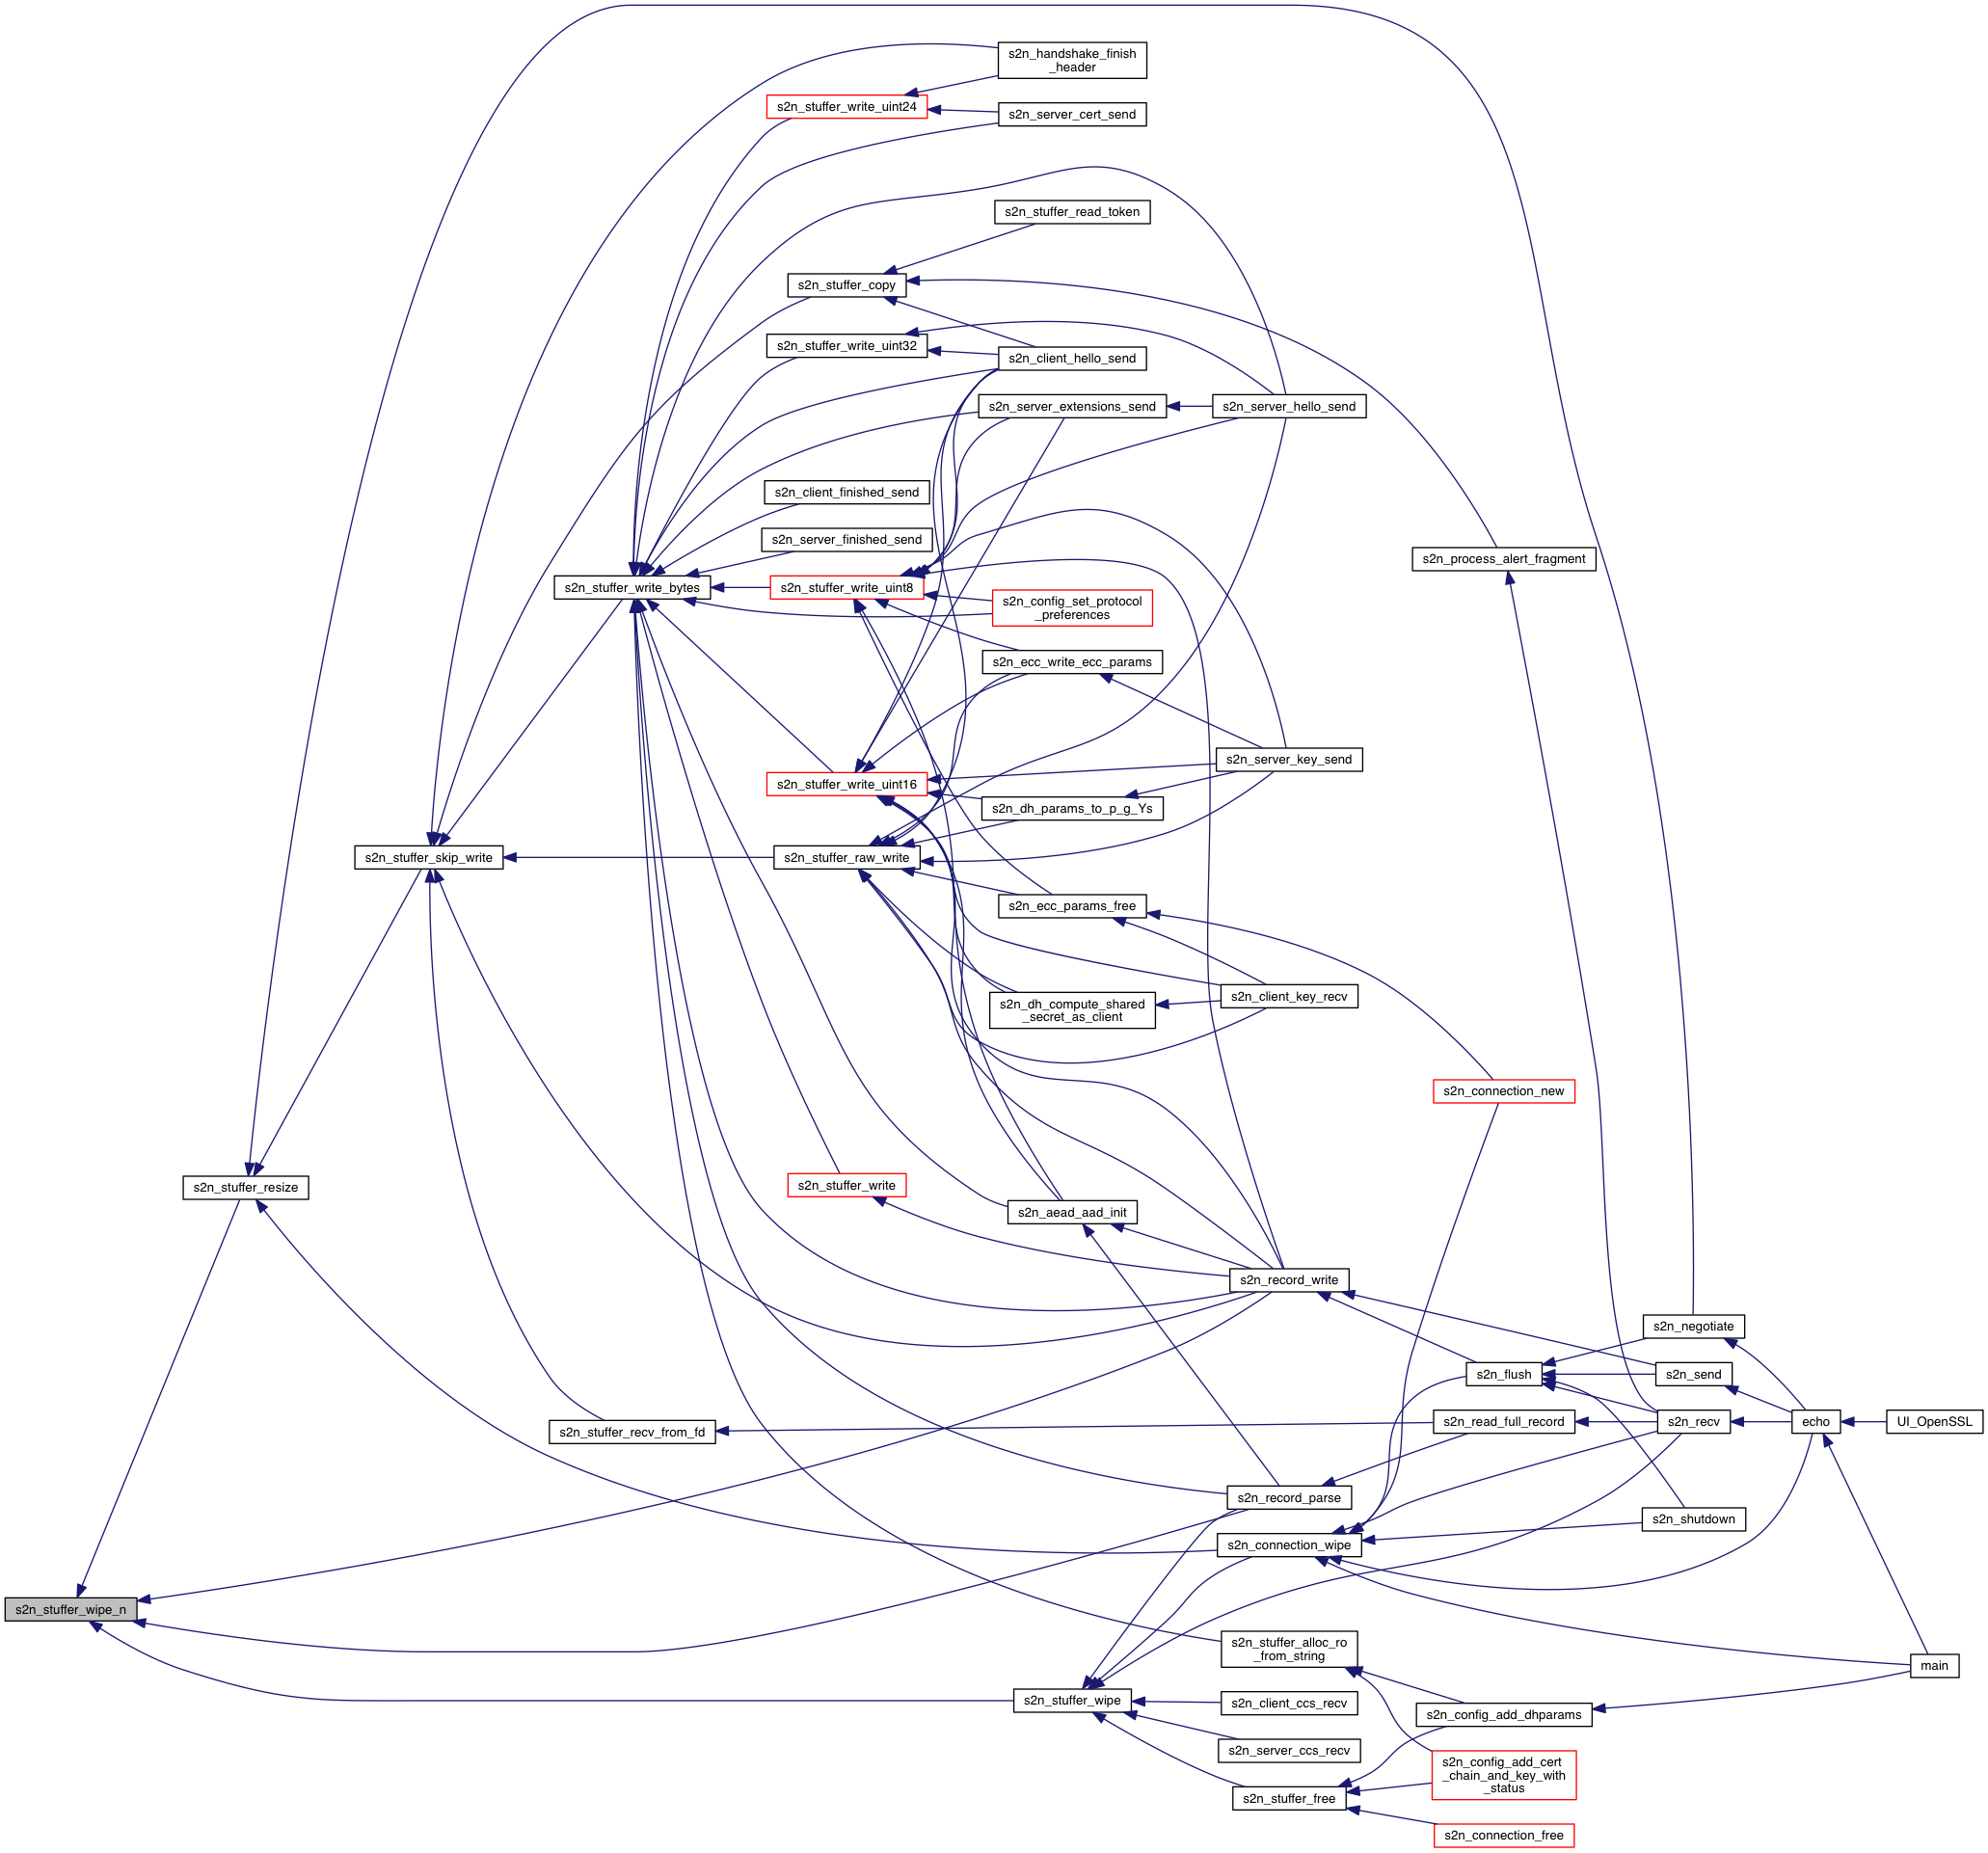 s2n_handshake_finish
_header
s2n_stuffer_write_uint24
s2n_server_cert_send
s2n_stuffer_read_token
s2n_stuffer_copy
s2n_stuffer_write_uint32
s2n_client_hello_send
s2n_server_extensions_send
s2n_server_hello_send
s2n_client_finished_send
s2n_server_finished_send
s2n_process_alert_fragment
s2n_stuffer_write_bytes
s2n_stuffer_write_uint8
s2n_config_set_protocol
_preferences
s2n_ecc_write_ecc_params
s2n_server_key_send
s2n_stuffer_write_uint16
s2n_dh_params_to_p_g_Ys
s2n_stuffer_skip_write
s2n_stuffer_raw_write
s2n_ecc_params_free
s2n_client_key_recv
s2n_dh_compute_shared
_secret_as_client
s2n_connection_new
s2n_stuffer_resize
s2n_stuffer_write
s2n_aead_aad_init
s2n_record_write
s2n_negotiate
s2n_flush
s2n_send
s2n_stuffer_recv_from_fd
s2n_read_full_record
s2n_recv
echo
UI_OpenSSL
s2n_record_parse
s2n_shutdown
s2n_connection_wipe
s2n_stuffer_wipe_n
s2n_stuffer_alloc_ro
_from_string
main
s2n_stuffer_wipe
s2n_client_ccs_recv
s2n_config_add_dhparams
s2n_server_ccs_recv
s2n_config_add_cert
_chain_and_key_with
_status
s2n_stuffer_free
s2n_connection_free